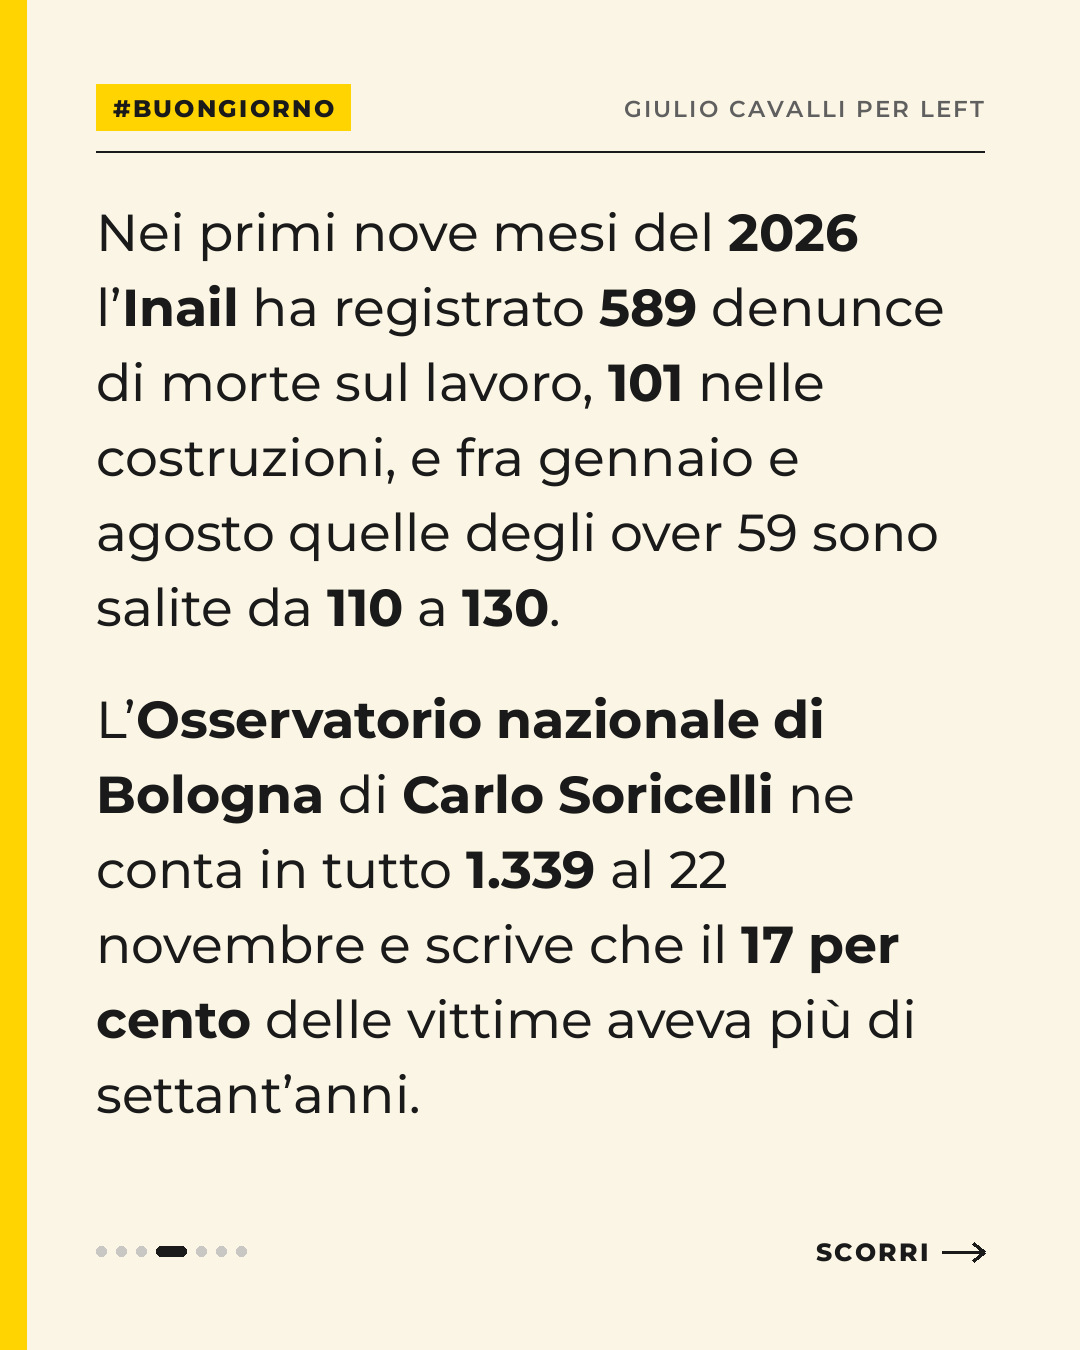 #BUONGIORNO
GIULIO CAVALLI PER LEFT
Nei primi nove mesi del 2026
l’Inail ha registrato 589 denunce
di morte sul lavoro, 101 nelle
costruzioni, e fra gennaio e
agosto quelle degli over 59 sono
salite da 110 a 130.
L’Osservatorio nazionale di
Bologna di Carlo Soricelli ne
conta in tutto 1.339 al 22
novembre e scrive che il 17 per
cento delle vittime aveva più di
settant’anni.
SCORRI